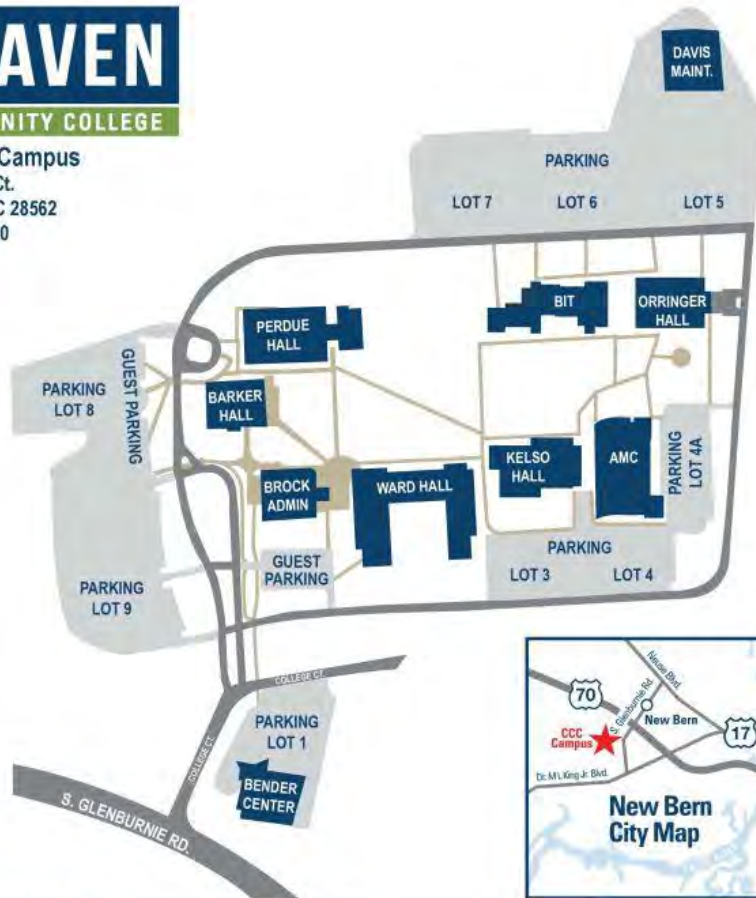 AVEN
NITY COLLEGE
Campus
Ct.
C 28562
0
DAVIS
MAINT.
PARKING
LOT 7
LOT 6
LOT 5
PERDUE
HALL
BIT
ORRINGER
HALL
PARKING
LOT 8
GUEST PARKING
BARKER
HALL
BROCK
ADMIN
WARD HALL
KELSO
HALL
AMC
PARKING
LOT 4A
GUEST
PARKING
PARKING
LOT 3
LOT 4
PARKING
LOT 9
COLLEGE CT.
COLLEGE CT.
PARKING
LOT 1
BENDER
CENTER
S. GLENBURNIE RD.
Neuse Blvd.
70
S. Glenburnie Rd.
New Bern
17
CCC
Campus
Dr. M L King Jr. Blvd.
New Bern
City Map